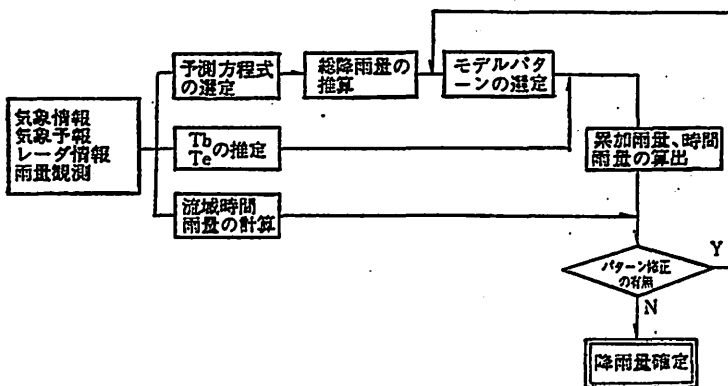 気象情報
気象予報
レーダ情報
雨量観測
予測方程式
の選定
総降雨量の
推算
モデルパタ
ーンの選定
Tb
Teの推定
流域時間
雨量の計算
累加雨量、時間
雨量の算出
パターン修正
の有無
Y
N
降雨量確定